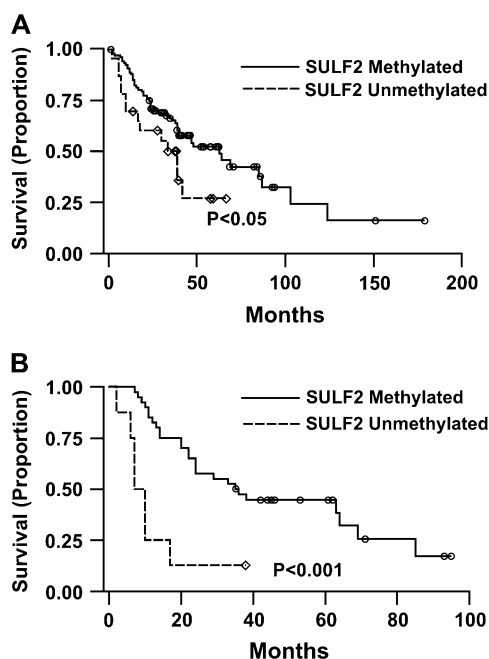 A
1.00
0.75
0.50
0.25
0.00
Survival (Proportion)
SULF2 Methylated
SULF2 Unmethylated
P<0.05
0 50 100 150 200
Months
B
1.00
0.75
0.50
0.25
0.00
Survival (Proportion)
SULF2 Methylated
SULF2 Unmethylated
P<0.001
0 20 40 60 80 100
Months